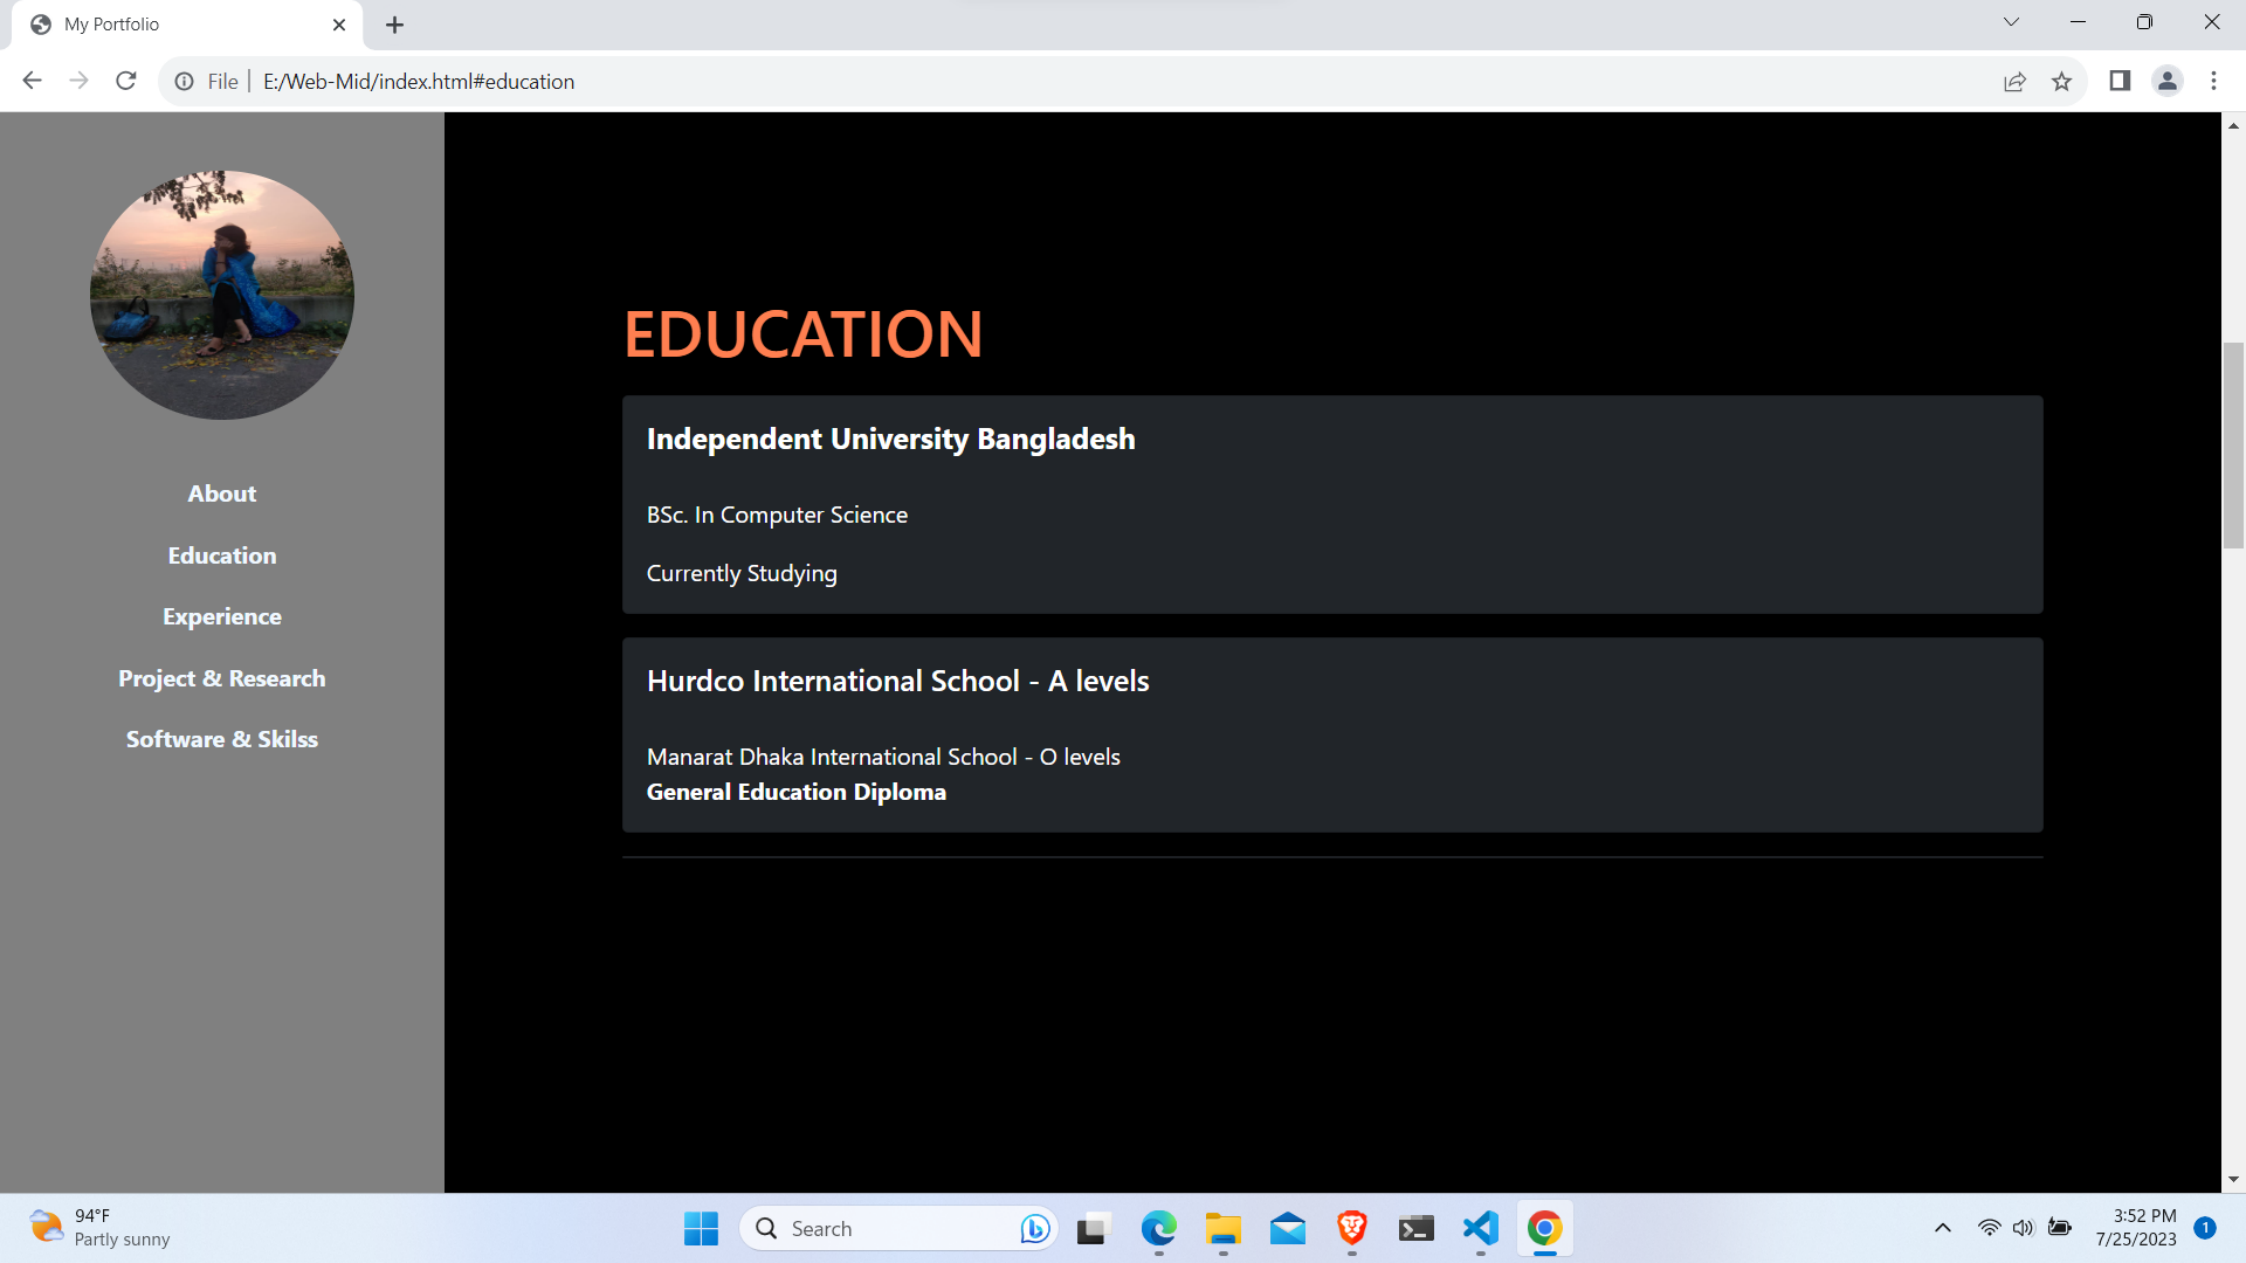 My Portfolio
File
E:/Web-Mid/index.html#education
About
Education
Experience
Project & Research
Software & Skilss
EDUCATION
Independent University Bangladesh
BSc. In Computer Science
Currently Studying
Hurdco International School - A levels
Manarat Dhaka International School - O levels
General Education Diploma
94°F
Partly sunny
Search
3:52 PM
7/25/2023
1